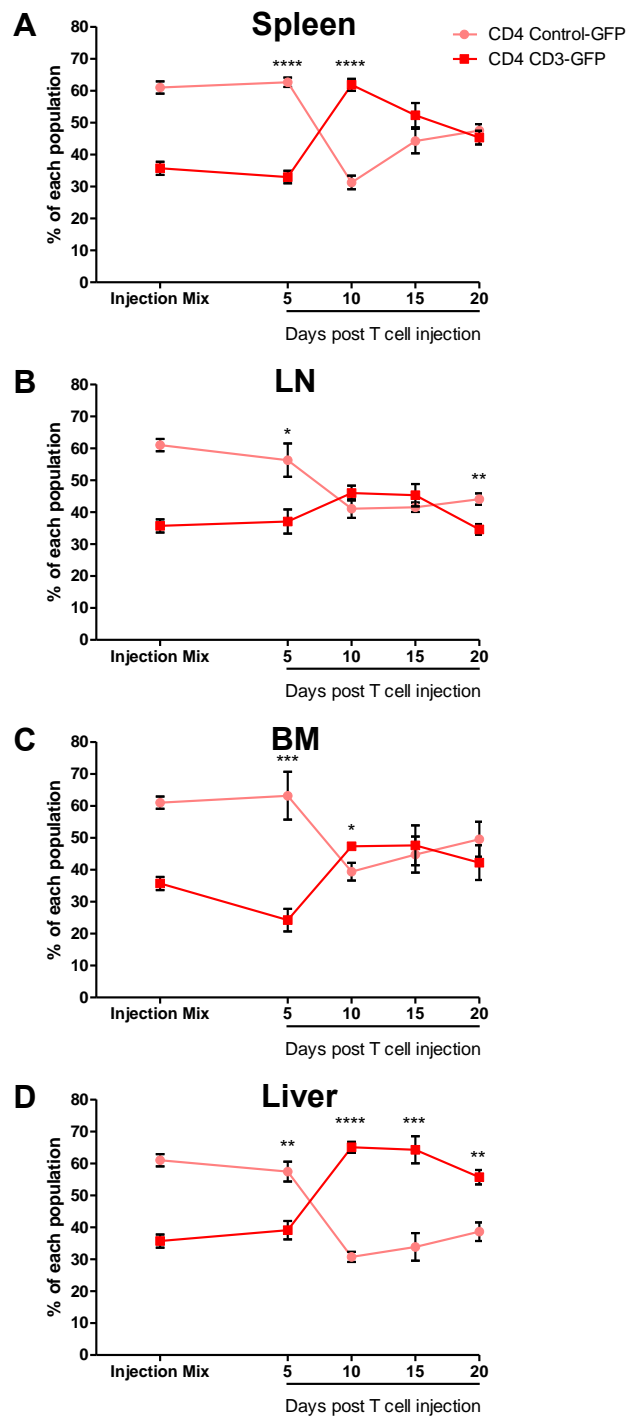 A
Spleen
CD4 Control-GFP
CD4 CD3-GFP
**** ****
80
70
60
50
40
30
20
10
0
% of each population
Injection Mix 5 10 15 20
Days post T cell injection
B
LN
* **
80
70
60
50
40
30
20
10
0
% of each population
Injection Mix 5 10 15 20
Days post T cell injection
C
BM
*** *
80
70
60
50
40
30
20
10
0
% of each population
Injection Mix 5 10 15 20
Days post T cell injection
D
Liver
** **** *** **
80
70
60
50
40
30
20
10
0
% of each population
Injection Mix 5 10 15 20
Days post T cell injection